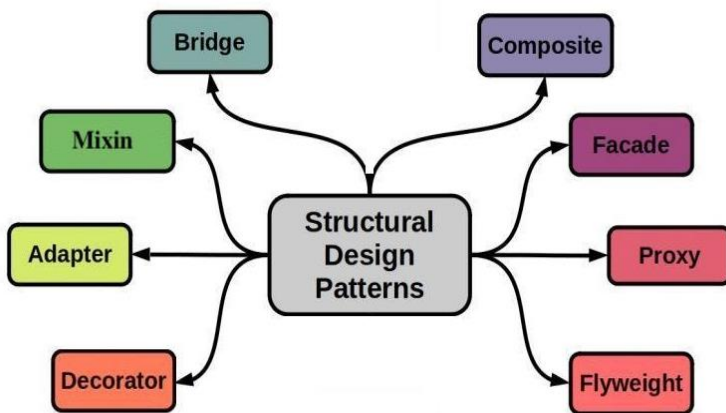 Bridge
Composite
Mixin
Facade
Structural
Design
Patterns
Adapter
Proxy
Decorator
Flyweight